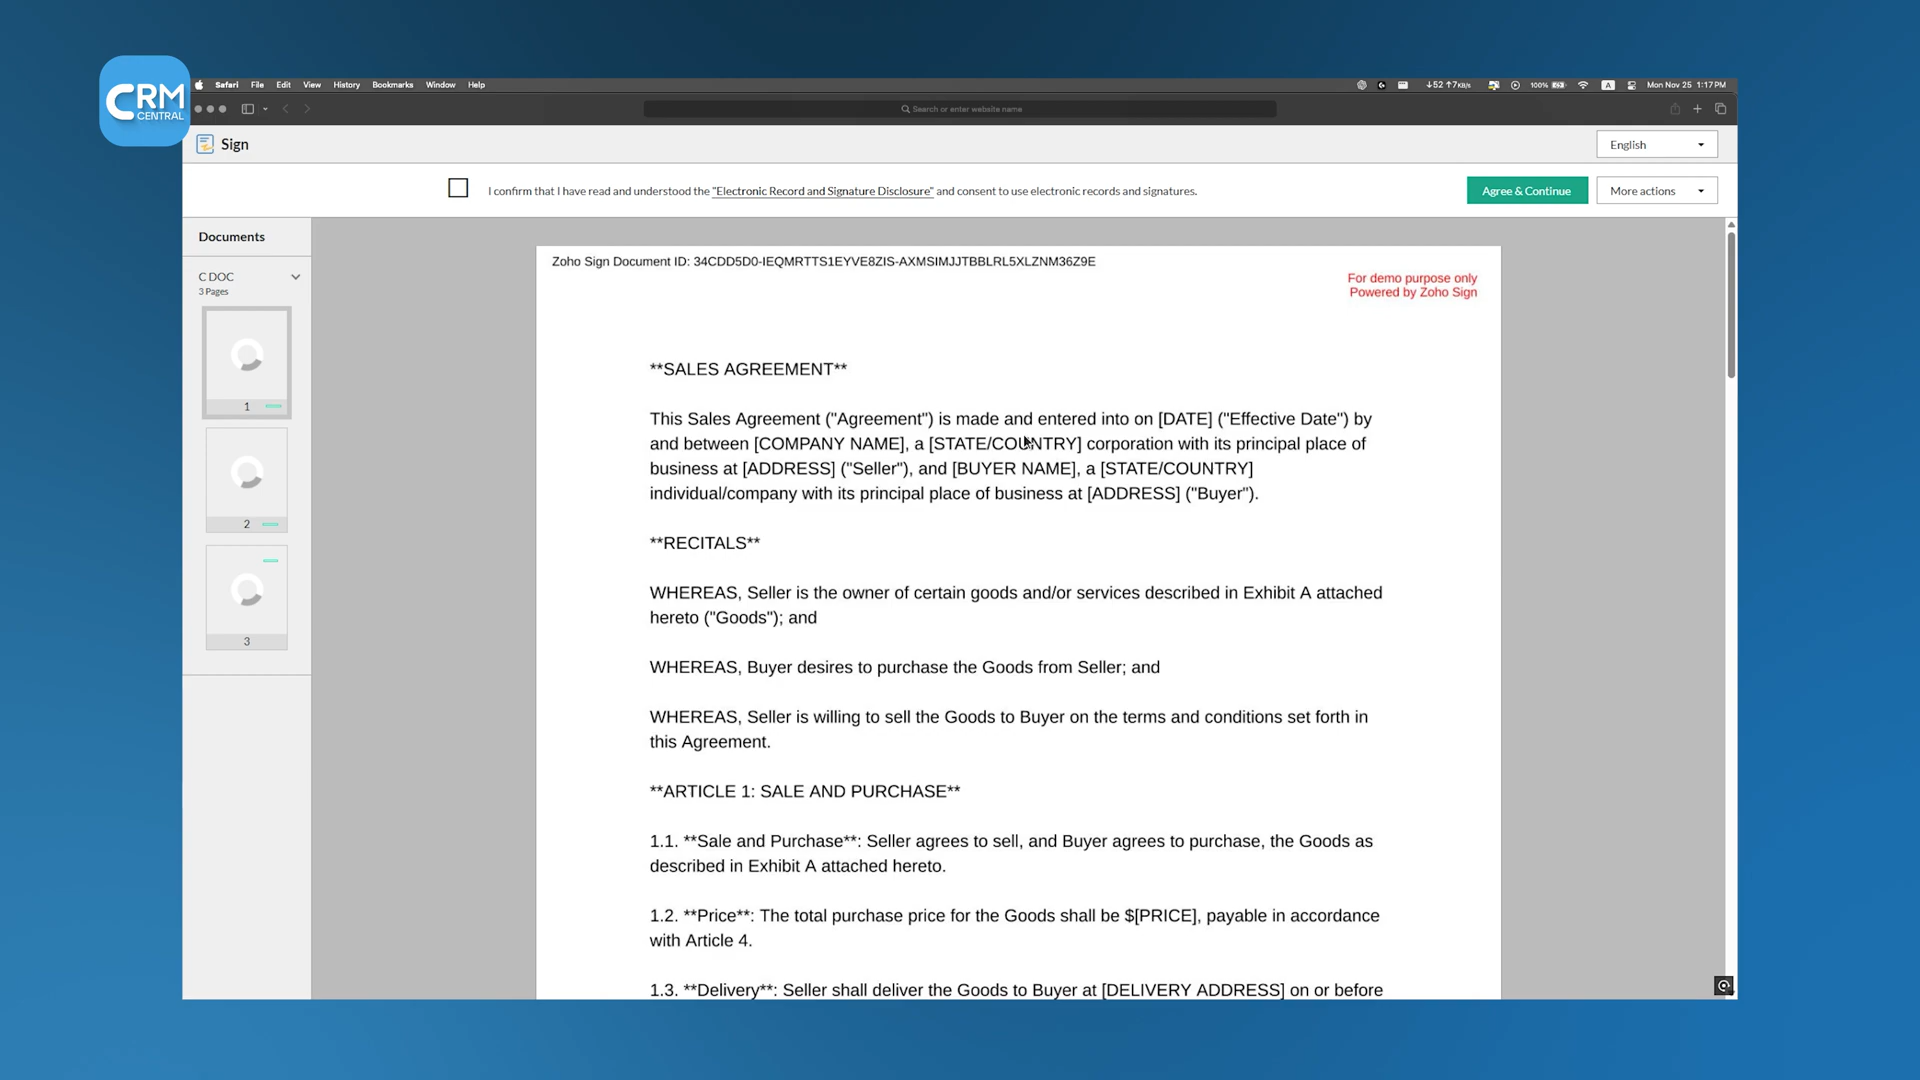 CRM
CENTRAL
Safari File Edit View History Bookmarks Window Help
↓52 ↑7KB/s 100% A Mon Nov 25 1:17 PM
Search or enter website name
Sign
English
I confirm that I have read and understood the "Electronic Record and Signature Disclosure" and consent to use electronic records and signatures.
Agree & Continue
More actions
Documents
C DOC
3 Pages
1
2
3
Zoho Sign Document ID: 34CDD5D0-IEQMRTTS1EYVE8ZIS-AXMSIMJJTBBLRL5XLZNM36Z9E
For demo purpose only
Powered by Zoho Sign
**SALES AGREEMENT**
This Sales Agreement ("Agreement") is made and entered into on [DATE] ("Effective Date") by
and between [COMPANY NAME], a [STATE/COUNTRY] corporation with its principal place of
business at [ADDRESS] ("Seller"), and [BUYER NAME], a [STATE/COUNTRY]
individual/company with its principal place of business at [ADDRESS] ("Buyer").
**RECITALS**
WHEREAS, Seller is the owner of certain goods and/or services described in Exhibit A attached
hereto ("Goods"); and
WHEREAS, Buyer desires to purchase the Goods from Seller; and
WHEREAS, Seller is willing to sell the Goods to Buyer on the terms and conditions set forth in
this Agreement.
**ARTICLE 1: SALE AND PURCHASE**
1.1. **Sale and Purchase**: Seller agrees to sell, and Buyer agrees to purchase, the Goods as
described in Exhibit A attached hereto.
1.2. **Price**: The total purchase price for the Goods shall be $[PRICE], payable in accordance
with Article 4.
1.3. **Delivery**: Seller shall deliver the Goods to Buyer at [DELIVERY ADDRESS] on or before